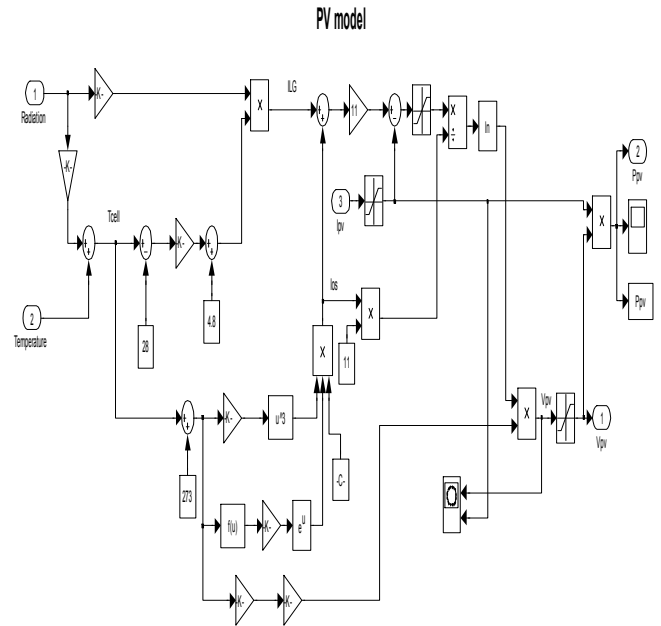 PV model
1
Radiation
-K-
X
ILG
+
+
11
+
-
X
÷
ln
-K-
3
Ipv
2
Ppv
X
Ppv
Tcell
+
+
+
-
-K-
+
+
28
4.8
2
Temperature
Ios
X
X
11
+
+
-K-
u^3
-C-
273
f(u)
-K-
e^u
X
Vpv
1
Vpv
-K-
-K-